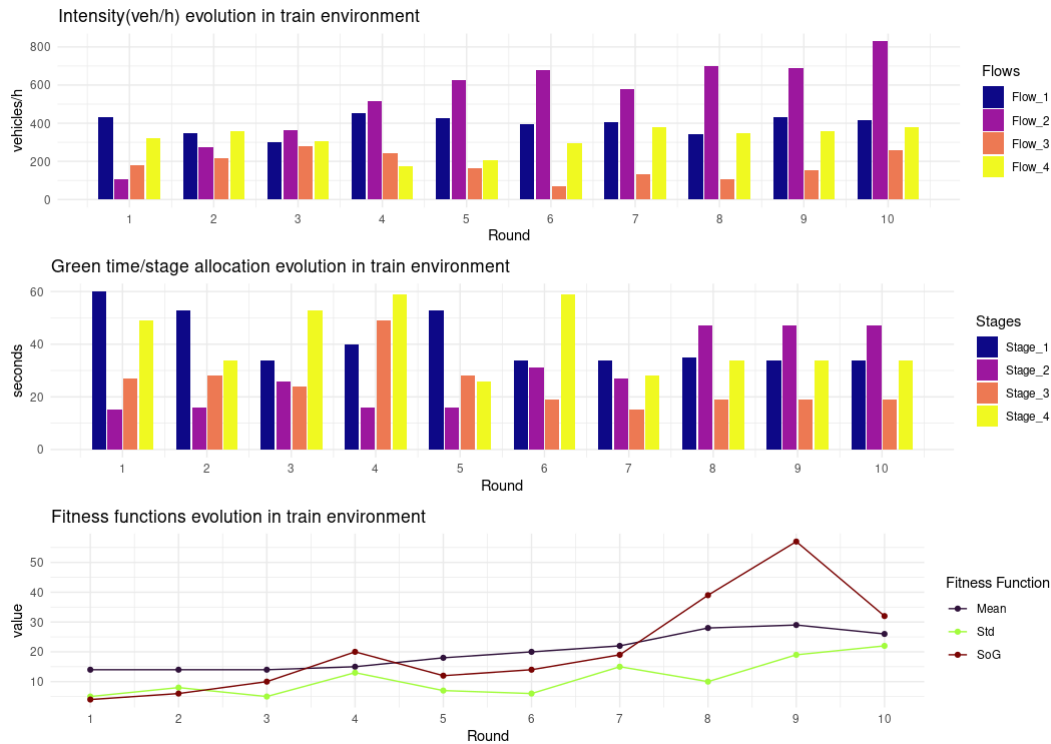 Intensity(veh/h) evolution in train environment
800
600
400
200
0
vehicles/h
1 2 3 4 5 6 7 8 9 10
Round
Flows
Flow_1
Flow_2
Flow_3
Flow_4
Green time/stage allocation evolution in train environment
60
40
20
0
seconds
1 2 3 4 5 6 7 8 9 10
Round
Stages
Stage_1
Stage_2
Stage_3
Stage_4
Fitness functions evolution in train environment
50
40
30
20
10
value
1 2 3 4 5 6 7 8 9 10
Round
Fitness Function
Mean
Std
SoG